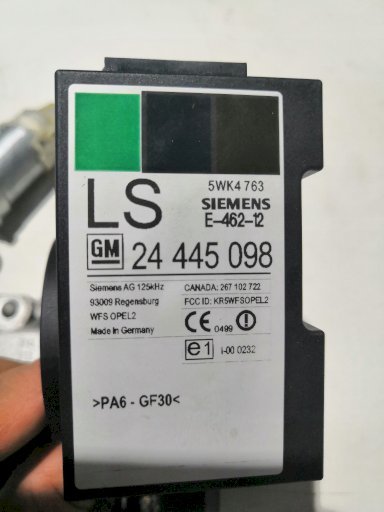 LS
5WK4 763
SIEMENS
E-462-12
GM 24 445 098
Siemens AG 125kHz
93009 Regensburg
WFS OPEL2
Made in Germany
CANADA: 267 102 722
FCC ID: KR5WFSOPEL2
CE 0499 !
e1 I-00 0232
>PA6 - GF30<